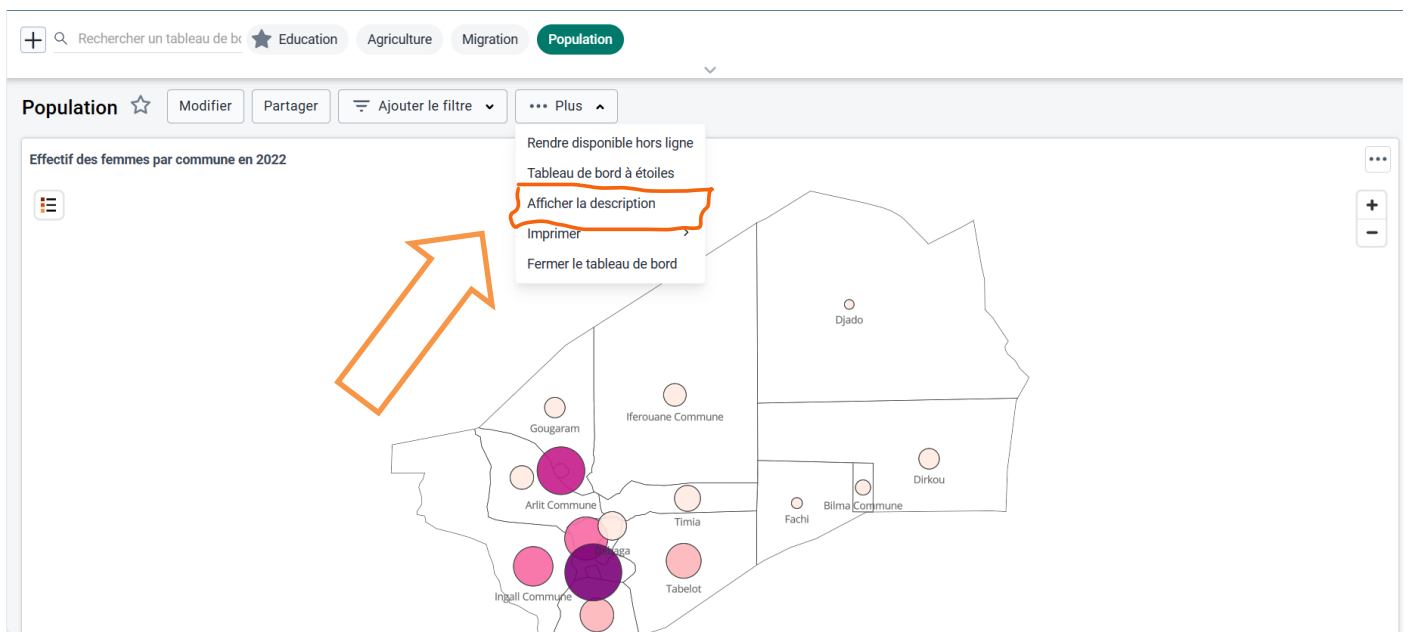 Rechercher un tableau de bo
Education
Agriculture
Migration
Population
Population
Modifier
Partager
Ajouter le filtre
Plus
Rendre disponible hors ligne
Tableau de bord à étoiles
Afficher la description
Imprimer
Fermer le tableau de bord
Effectif des femmes par commune en 2022
Djado
Iferouane Commune
Gougaram
Dirkou
Arlit Commune
Bilma Commune
Timia
Fachi
Tabelot
Ingall Commune